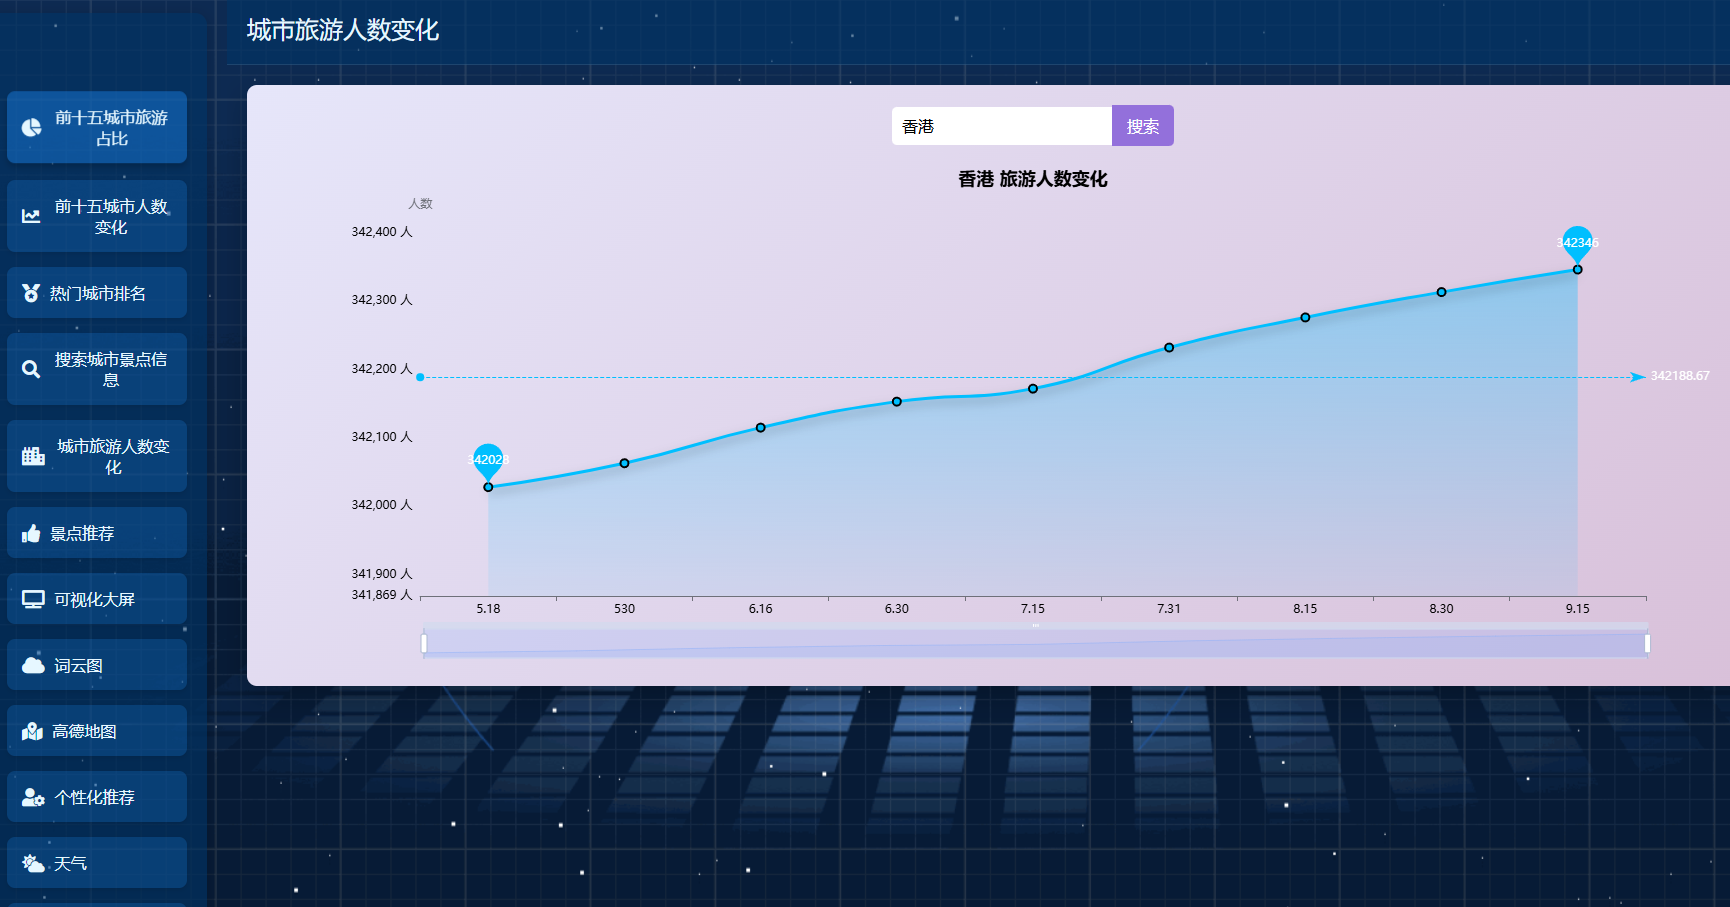 城市旅游人数变化
前十五城市旅游
占比
前十五城市人数
变化
热门城市排名
搜索城市景点信
息
城市旅游人数变
化
景点推荐
可视化大屏
词云图
高德地图
个性化推荐
天气
香港
搜索
香港 旅游人数变化
人数
342,400 人
342,300 人
342,200 人
342,100 人
342,000 人
341,900 人
341,869 人
342028
342346
342188.67
5.18
530
6.16
6.30
7.15
7.31
8.15
8.30
9.15